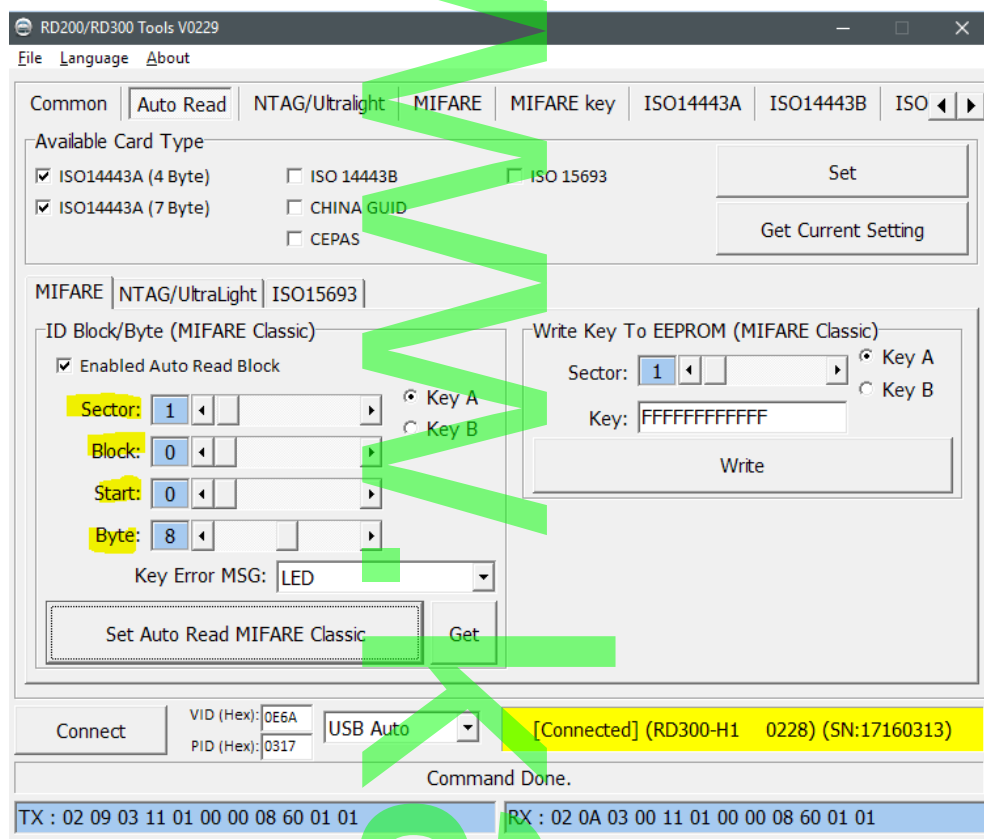 RD200/RD300 Tools V0229
File Language About
Common Auto Read NTAG/Ultralight MIFARE MIFARE key ISO14443A ISO14443B ISO
Available Card Type
ISO14443A (4 Byte) ISO 14443B ISO 15693 Set
ISO14443A (7 Byte) CHINA GUID Get Current Setting
CEPAS
MIFARE NTAG/UltraLight ISO15693
ID Block/Byte (MIFARE Classic) Write Key To EEPROM (MIFARE Classic)
Enabled Auto Read Block Sector: 1 Key A
Key B
Sector: 1 Key A Key: FFFFFFFFFFFF
Key B
Block: 0 Write
Start: 0
Byte: 8
Key Error MSG: LED
Set Auto Read MIFARE Classic Get
Connect VID (Hex): 0E6A USB Auto [Connected] (RD300-H1 0228) (SN:17160313)
PID (Hex): 0317
Command Done.
TX : 02 09 03 11 01 00 00 08 60 01 01 RX : 02 0A 03 00 11 01 00 00 08 60 01 01